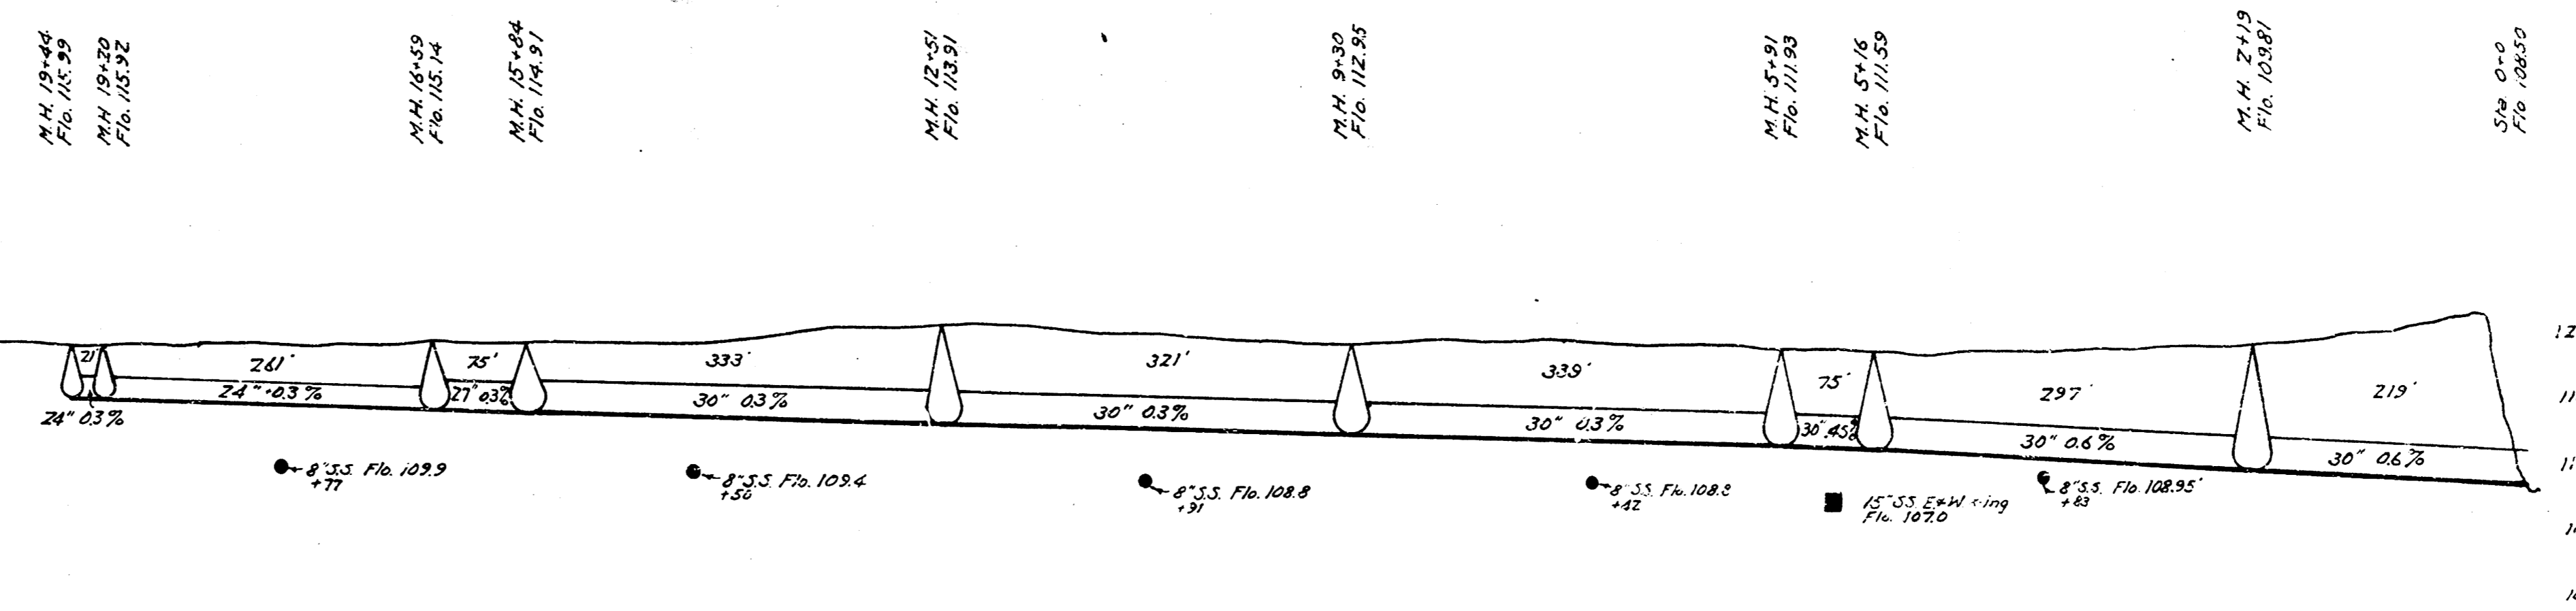 M.H. 19+44
Flo. 115.99
M.H 19+20
Flo. 115.92
M.H. 16+59
Flo. 115.14
M.H. 15+84
Flo. 114.91
M.H. 12+51
Flo. 113.91
M.H. 9+30
Flo. 112.95
M.H. 5+91
Flo. 111.93
M.H. 5+16
Flo. 111.59
M.H. 2+19
Flo. 109.81
Sta 0+0
Flo 108.50
21'
261'
75'
333'
321'
339'
75'
297'
219'
24" 0.3%
24" 0.3%
27" 0.3%
30" 0.3%
30" 0.3%
30" 0.3%
30" .45%
30" 0.6%
30" 0.6%
8" S.S. Flo. 109.9
+77
8" S.S. Flo. 109.4
+50
8" S.S. Flo. 108.8
+91
8" S.S. Flo. 108.8
+42
15" S.S. E+W
Flo. 107.0
8" S.S. Flo. 108.95'
+83